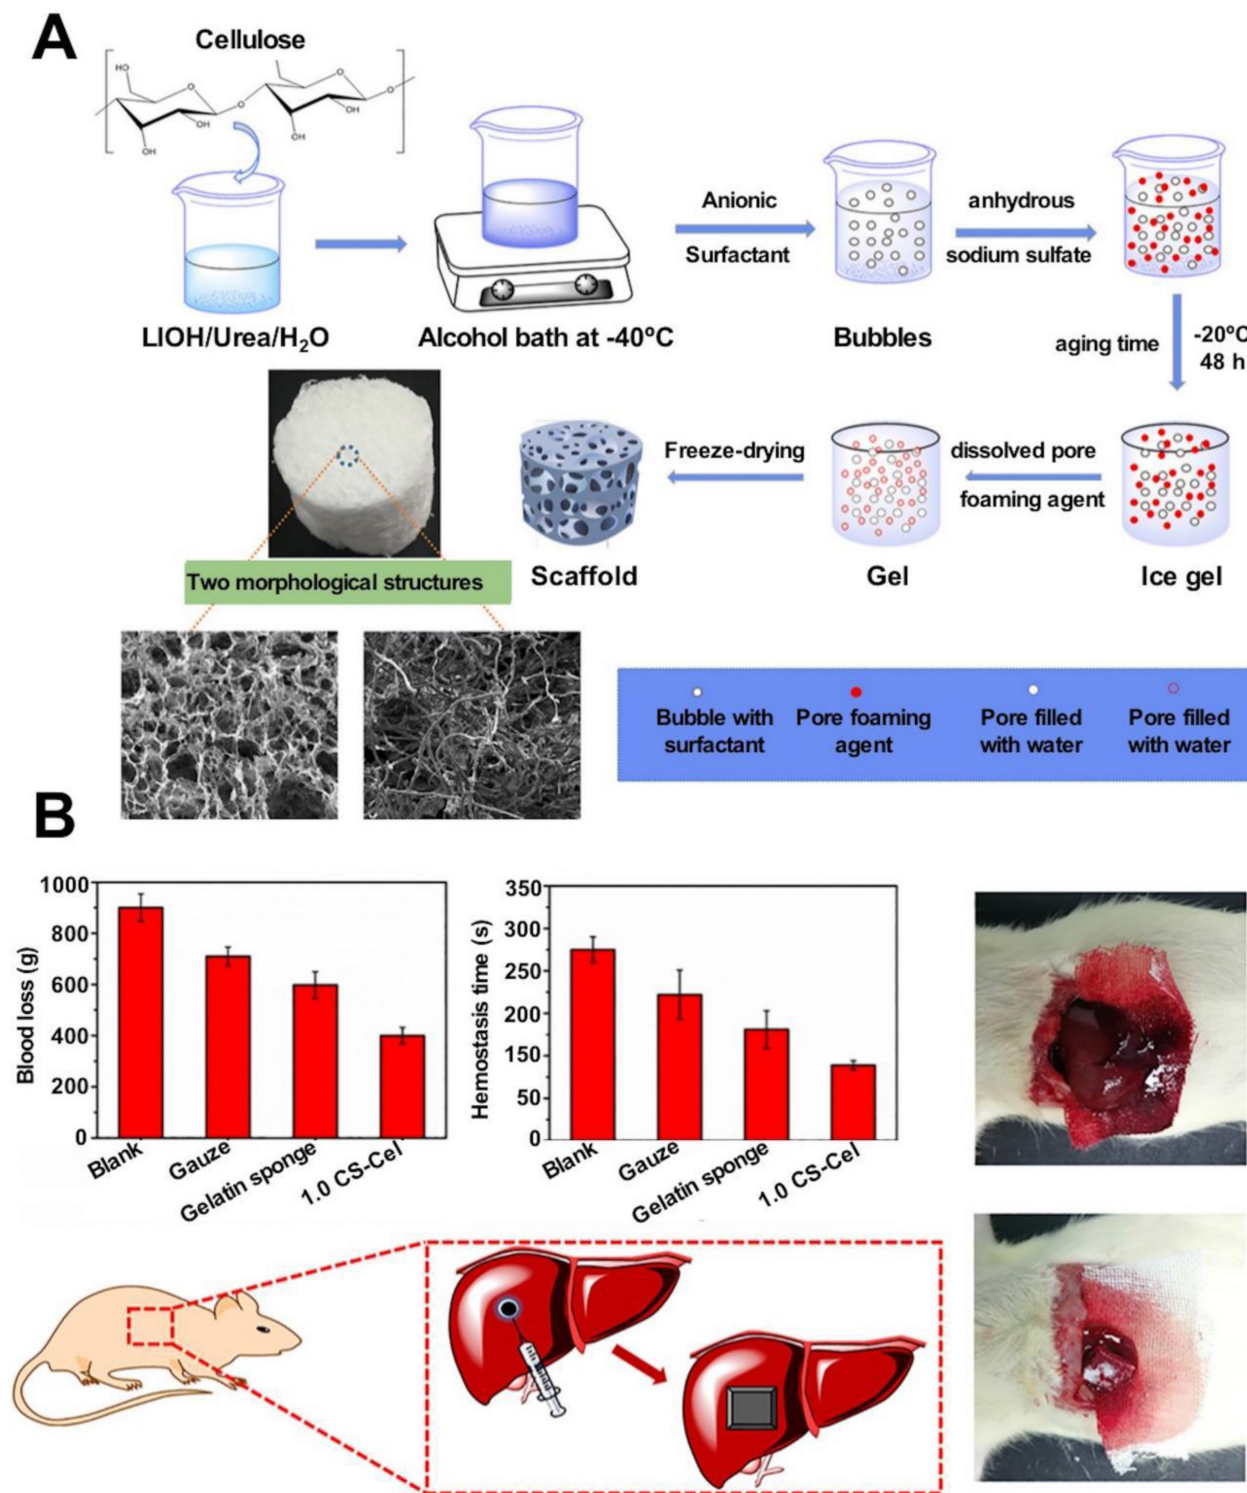 A
Cellulose
HO
O
O
O
O
OH
OH
OH
OH
LIOH/Urea/H₂O
Alcohol bath at -40ºC
Anionic
Surfactant
Bubbles
anhydrous
sodium sulfate
aging time
-20ºC
48 h
Ice gel
dissolved pore
foaming agent
Gel
Freeze-drying
Scaffold
Two morphological structures
Bubble with
surfactant
Pore foaming
agent
Pore filled
with water
Pore filled
with water
B
Blood loss (g)
1000
800
600
400
200
0
Blank
Gauze
Gelatin sponge
1.0 CS-Cel
Hemostasis time (s)
350
300
250
200
150
50
0
Blank
Gauze
Gelatin sponge
1.0 CS-Cel